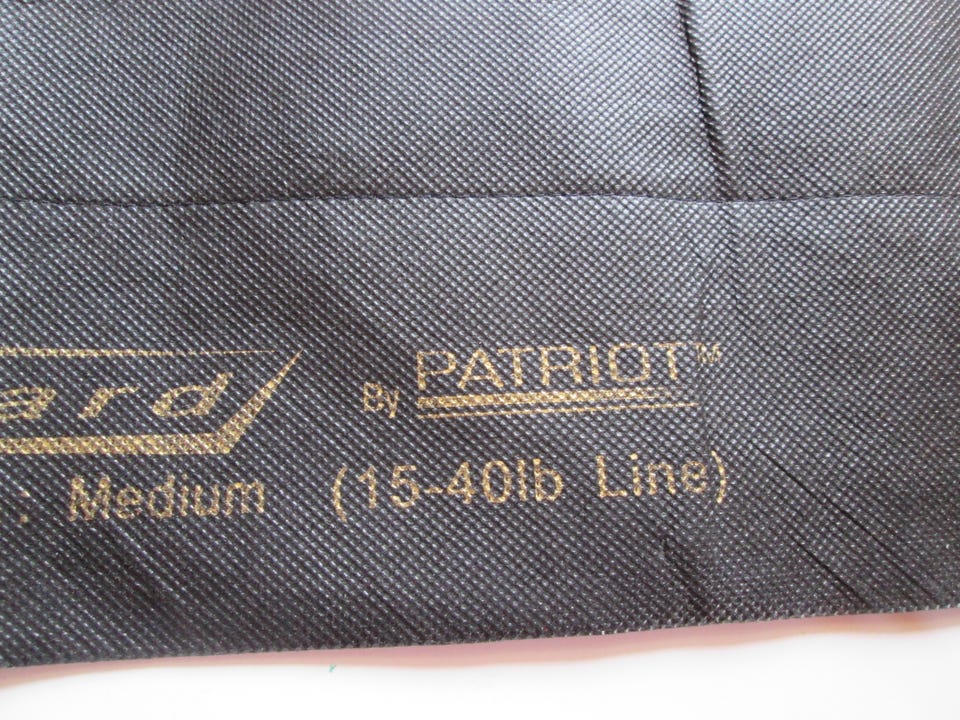 ard By PATRIOT™
: Medium (15-40lb Line)